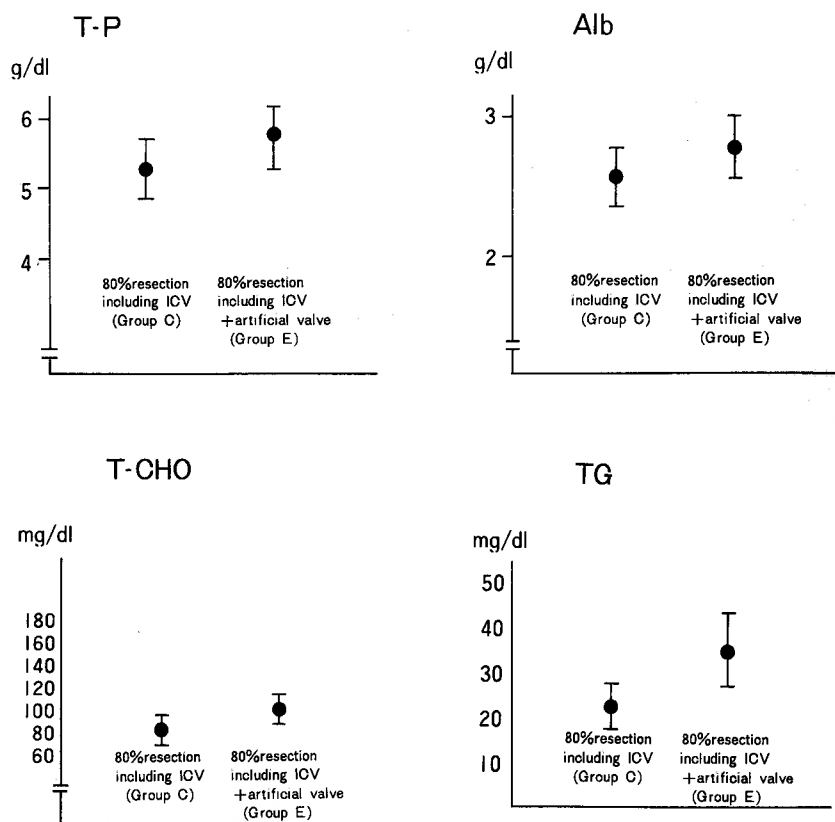 T-P
g/dl
6
5
4
80%resection
including ICV
(Group C)
80%resection
including ICV
+artificial valve
(Group E)
Alb
g/dl
3
2
80%resection
including ICV
(Group C)
80%resection
including ICV
+artificial valve
(Group E)
T-CHO
mg/dl
180
160
140
120
100
80
60
80%resection
including ICV
(Group C)
80%resection
including ICV
+artificial valve
(Group E)
TG
mg/dl
50
40
30
20
10
80%resection
including ICV
(Group C)
80%resection
including ICV
+artificial valve
(Group E)